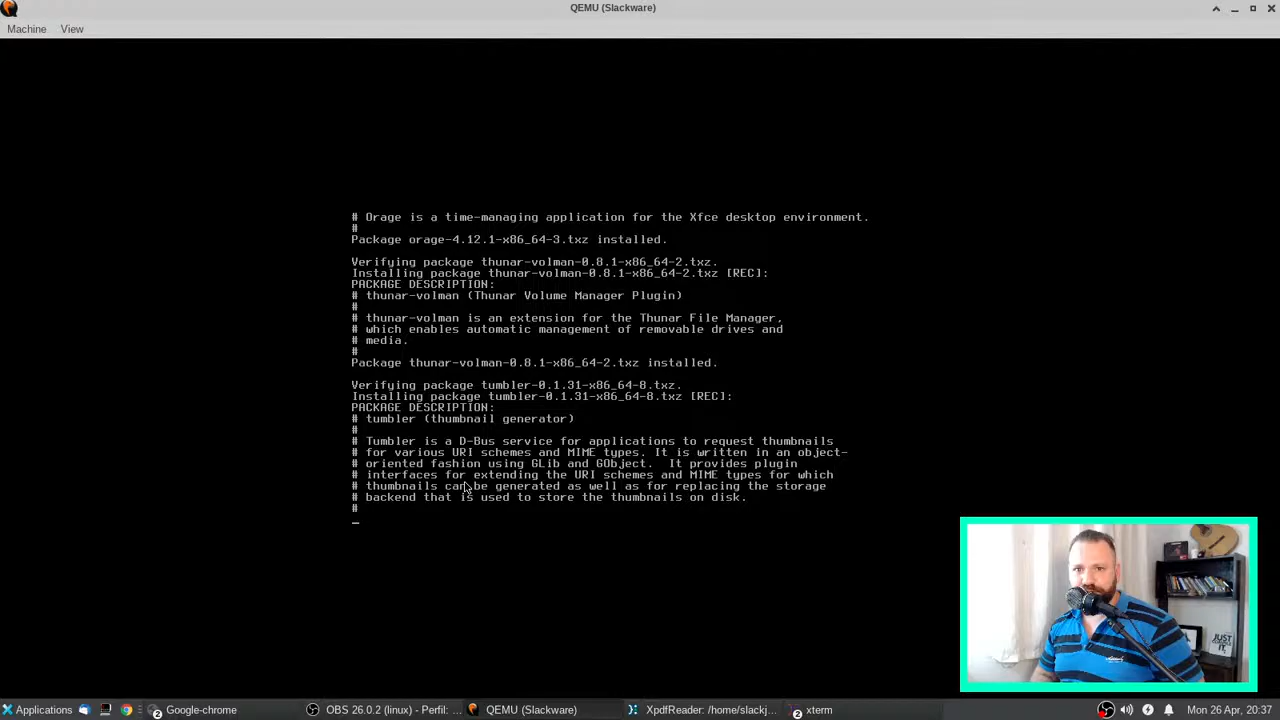 QEMU (Slackware)
Machine View
# Orage is a time-managing application for the Xfce desktop environment.
#
Package orage-4.12.1-x86_64-3.txz installed.
Verifying package thunar-volman-0.8.1-x86_64-2.txz.
Installing package thunar-volman-0.8.1-x86_64-2.txz [REC]:
PACKAGE DESCRIPTION:
# thunar-volman (Thunar Volume Manager Plugin)
#
# thunar-volman is an extension for the Thunar File Manager,
# which enables automatic management of removable drives and
# media.
#
Package thunar-volman-0.8.1-x86_64-2.txz installed.
Verifying package tumbler-0.1.31-x86_64-8.txz.
Installing package tumbler-0.1.31-x86_64-8.txz [REC]:
PACKAGE DESCRIPTION:
# tumbler (thumbnail generator)
#
# Tumbler is a D-Bus service for applications to request thumbnails
# for various URI schemes and MIME types. It is written in an object-
# oriented fashion using GLib and GObject.  It provides plugin
# interfaces for extending the URI schemes and MIME types for which
# thumbnails can be generated as well as for replacing the storage
# backend that is used to store the thumbnails on disk.
#
_
JUST
IT.
Applications 2 Google-chrome OBS 26.0.2 (linux) - Perfil: ... QEMU (Slackware) XpdfReader: /home/slackj... 2 xterm Mon 26 Apr, 20:37